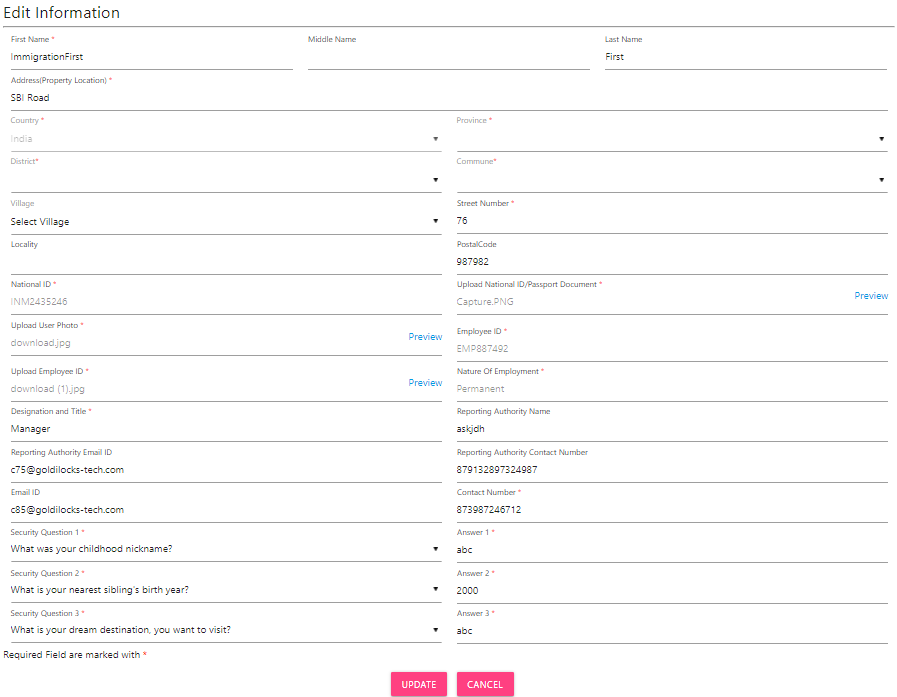 Edit Information
First Name * Middle Name Last Name
ImmigrationFirst First
Address(Property Location) *
SBI Road
Country * Province *
India
District* Commune*
Village Street Number *
Select Village 76
Locality PostalCode
987982
National ID * Upload National ID/Passport Document *
INM2435246 Capture.PNG Preview
Upload User Photo * Employee ID *
download.jpg Preview EMP887492
Upload Employee ID * Nature Of Employment *
download (1).jpg Preview Permanent
Designation and Title * Reporting Authority Name
Manager askjdh
Reporting Authority Email ID Reporting Authority Contact Number
c75@goldilocks-tech.com 879132897324987
Email ID Contact Number *
c85@goldilocks-tech.com 873987246712
Security Question 1 * Answer 1 *
What was your childhood nickname? abc
Security Question 2 * Answer 2 *
What is your nearest sibling's birth year? 2000
Security Question 3 * Answer 3 *
What is your dream destination, you want to visit? abc
Required Field are marked with *
UPDATE CANCEL